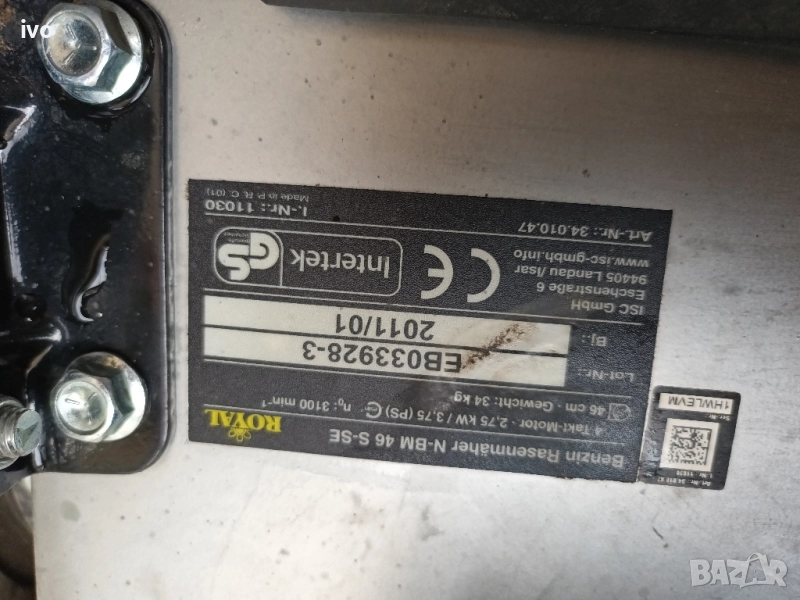 ivo
Benzin Rasenmäher N-BM 46 S-SE
4 Takt-Motor · 2,75 kW / 3,75 (PS) n₀: 3100 min⁻¹
46 cm · Gewicht: 34 kg
ROYAL
Lot-Nr.: EB033928-3
Bj.: 2011/01
ISC GmbH
Eschenstraße 6
94405 Landau /Isar
www.isc-gmbh.info
CE
Intertek
GS
Art.-Nr.: 34.010.47
I.-Nr.: 11030
Made in P. R. C. (01)
1HWLEVM
BAZAR